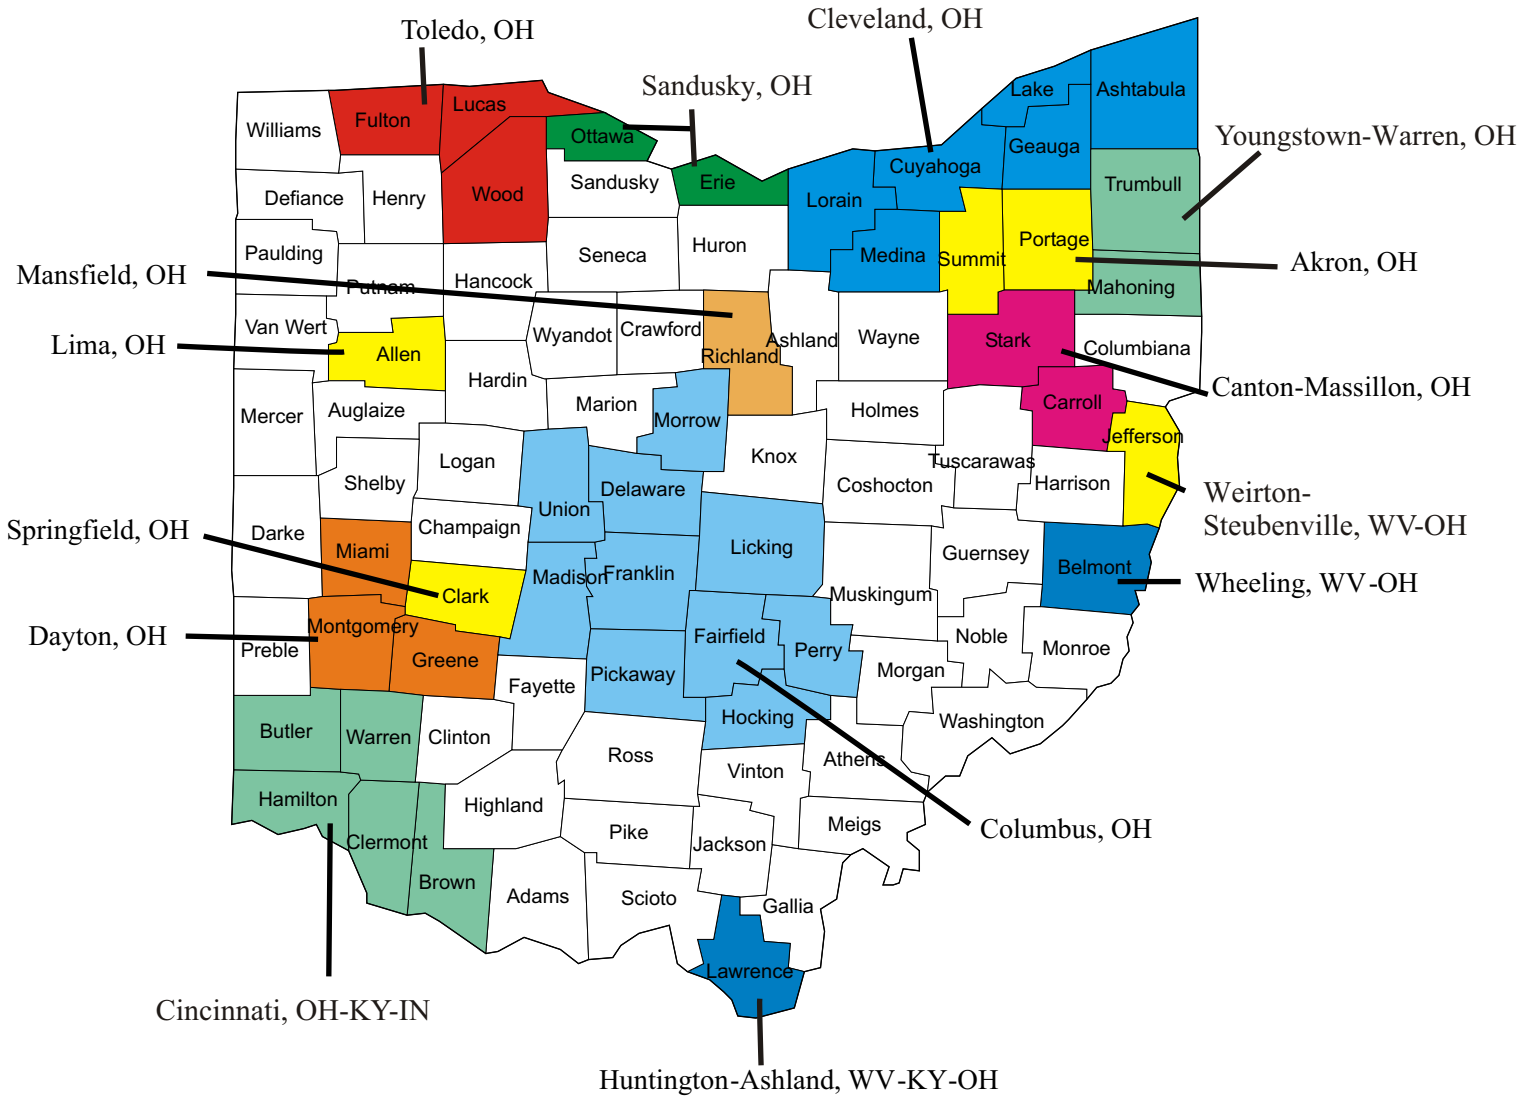 Cleveland, OH
Toledo, OH
Sandusky, OH
Lake
Ashtabula
Lucas
Fulton
Williams
Ottawa
Youngstown-Warren, OH
Geauga
Cuyahoga
Sandusky
Erie
Trumbull
Defiance
Henry
Wood
Lorain
Paulding
Seneca
Huron
Medina
Summit
Portage
Akron, OH
Mansfield, OH
Putnam
Hancock
Mahoning
Van Wert
Wyandot
Crawford
Ashland
Wayne
Stark
Columbiana
Lima, OH
Allen
Richland
Hardin
Canton-Massillon, OH
Mercer
Auglaize
Marion
Morrow
Holmes
Carroll
Jefferson
Logan
Knox
Tuscarawas
Shelby
Delaware
Coshocton
Harrison
Weirton-
Steubenville, WV-OH
Union
Springfield, OH
Darke
Champaign
Miami
Licking
Guernsey
Belmont
Wheeling, WV-OH
Madison
Franklin
Clark
Muskingum
Dayton, OH
Montgomery
Preble
Greene
Fairfield
Perry
Noble
Monroe
Pickaway
Morgan
Fayette
Hocking
Washington
Butler
Warren
Clinton
Ross
Vinton
Athens
Hamilton
Highland
Clermont
Pike
Jackson
Meigs
Columbus, OH
Brown
Adams
Scioto
Gallia
Lawrence
Cincinnati, OH-KY-IN
Huntington-Ashland, WV-KY-OH